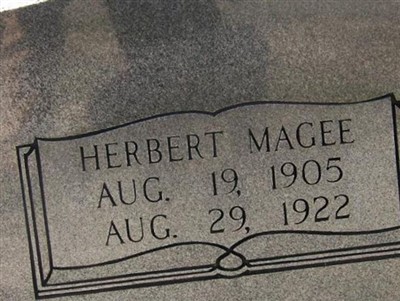 HERBERT MAGEE
AUG. 19, 1905
AUG. 29, 1922